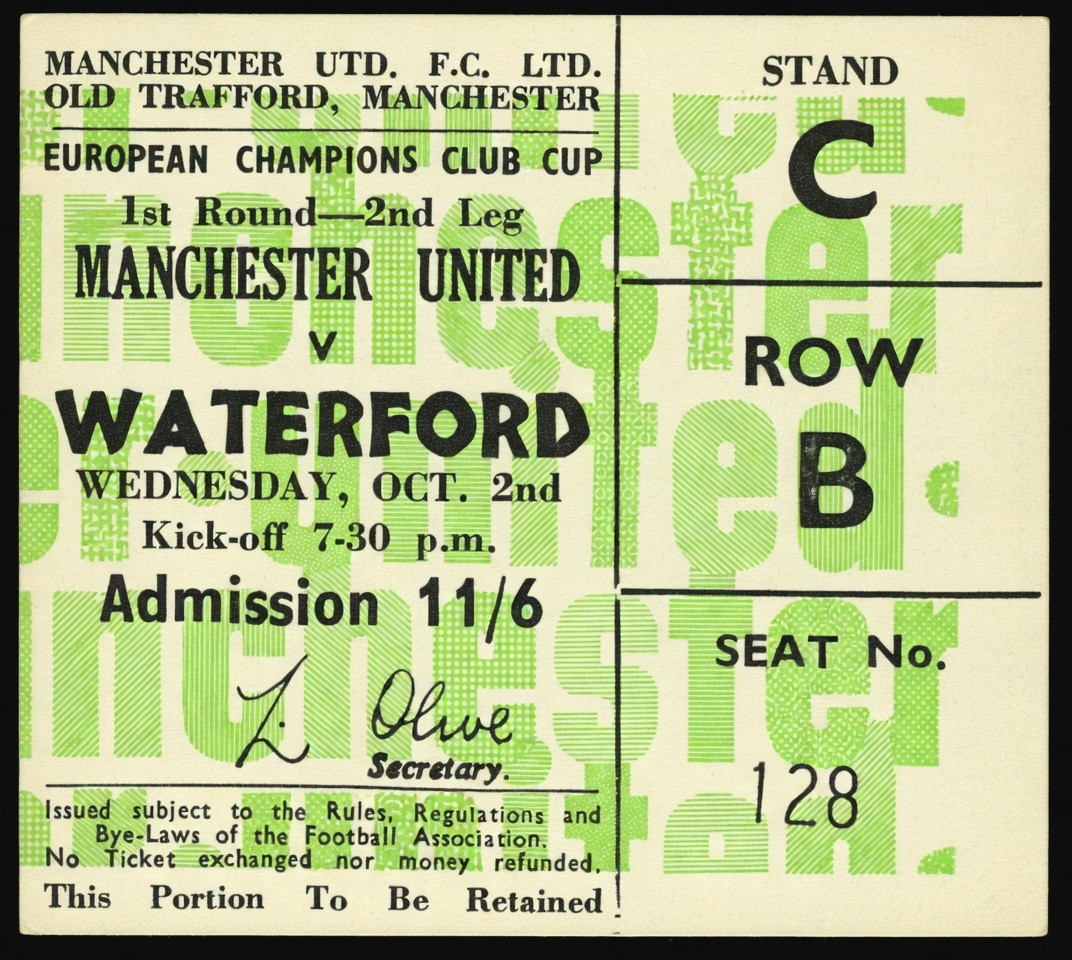 MANCHESTER UTD. F.C. LTD.
OLD TRAFFORD, MANCHESTER
EUROPEAN CHAMPIONS CLUB CUP
1st Round—2nd Leg
MANCHESTER UNITED
v
WATERFORD
WEDNESDAY, OCT. 2nd
Kick-off 7-30 p.m.
Admission 11/6
L. Olive
Secretary.
Issued subject to the Rules, Regulations and
Bye-Laws of the Football Association.
No Ticket exchanged nor money refunded.
This Portion To Be Retained
STAND
C
ROW
B
SEAT No.
128